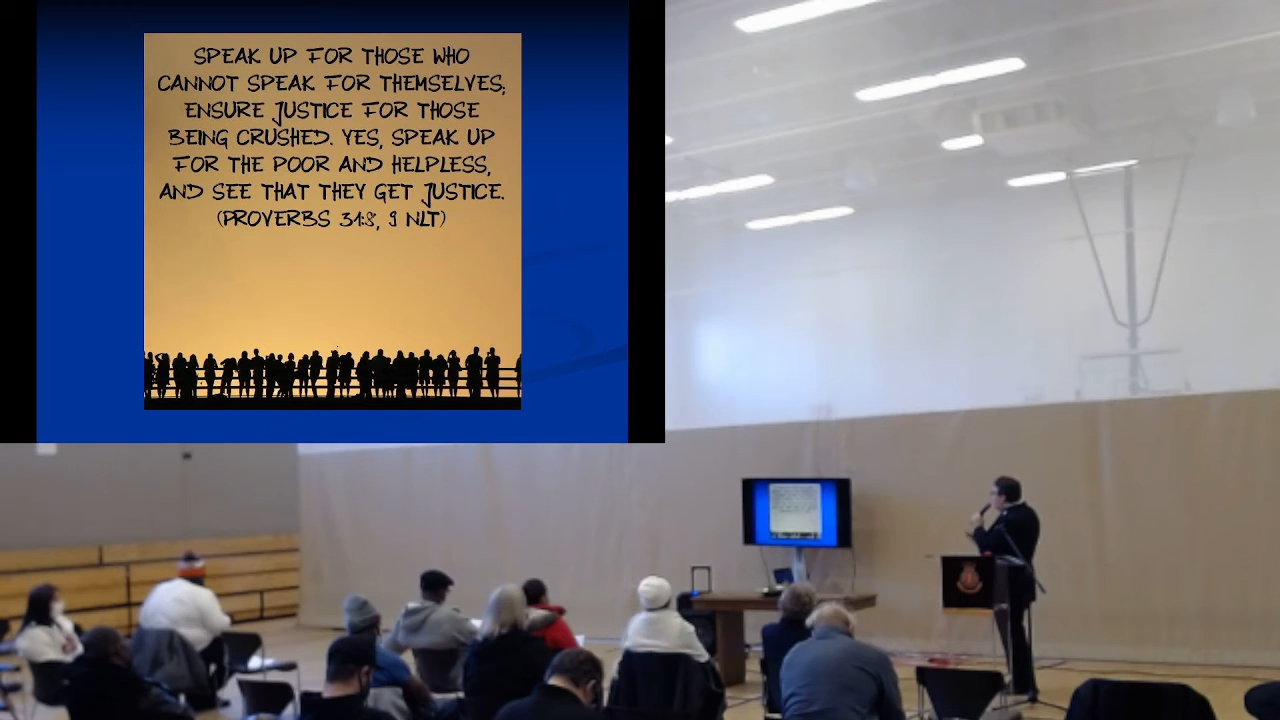 SPEAK UP FOR THOSE WHO
CANNOT SPEAK FOR THEMSELVES;
ENSURE JUSTICE FOR THOSE
BEING CRUSHED. YES, SPEAK UP
FOR THE POOR AND HELPLESS,
AND SEE THAT THEY GET JUSTICE.
(PROVERBS 31:8, 9 NLT)